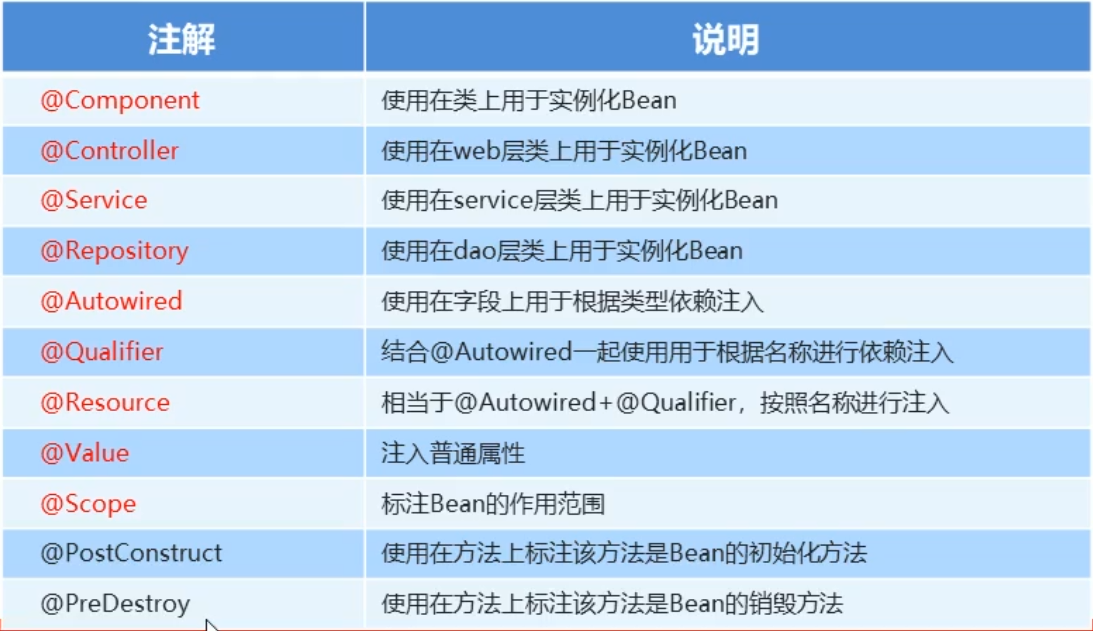 注解 说明
@Component 使用在类上用于实例化Bean
@Controller 使用在web层类上用于实例化Bean
@Service 使用在service层类上用于实例化Bean
@Repository 使用在dao层类上用于实例化Bean
@Autowired 使用在字段上用于根据类型依赖注入
@Qualifier 结合@Autowired一起使用用于根据名称进行依赖注入
@Resource 相当于@Autowired+@Qualifier，按照名称进行注入
@Value 注入普通属性
@Scope 标注Bean的作用范围
@PostConstruct 使用在方法上标注该方法是Bean的初始化方法
@PreDestroy 使用在方法上标注该方法是Bean的销毁方法